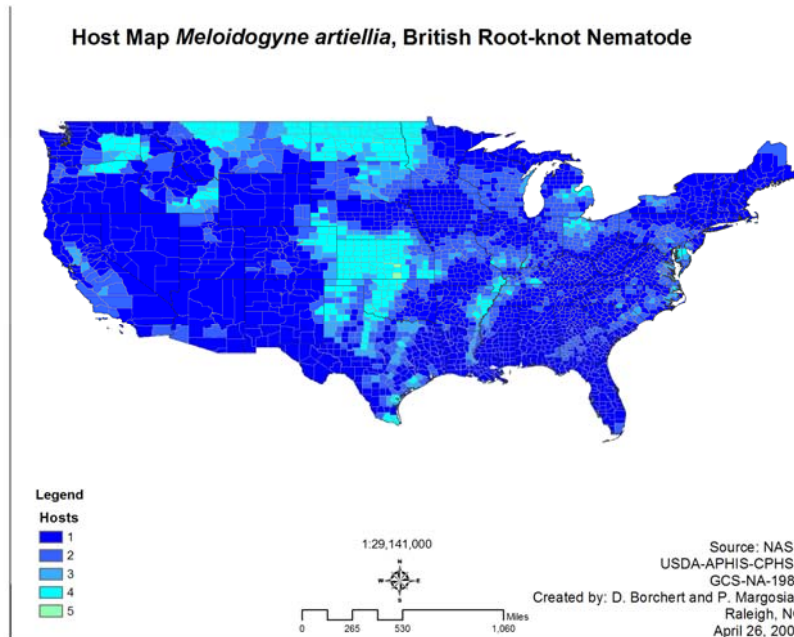 Host Map Meloidogyne artiellia, British Root-knot Nematode
Legend
Hosts
1
2
3
4
5
1:29,141,000
N
W E
S
Miles
0 265 530 1,060
Source: NAS
USDA-APHIS-CPHS
GCS-NA-198
Created by: D. Borchert and P. Margosia
Raleigh, N
April 26, 200